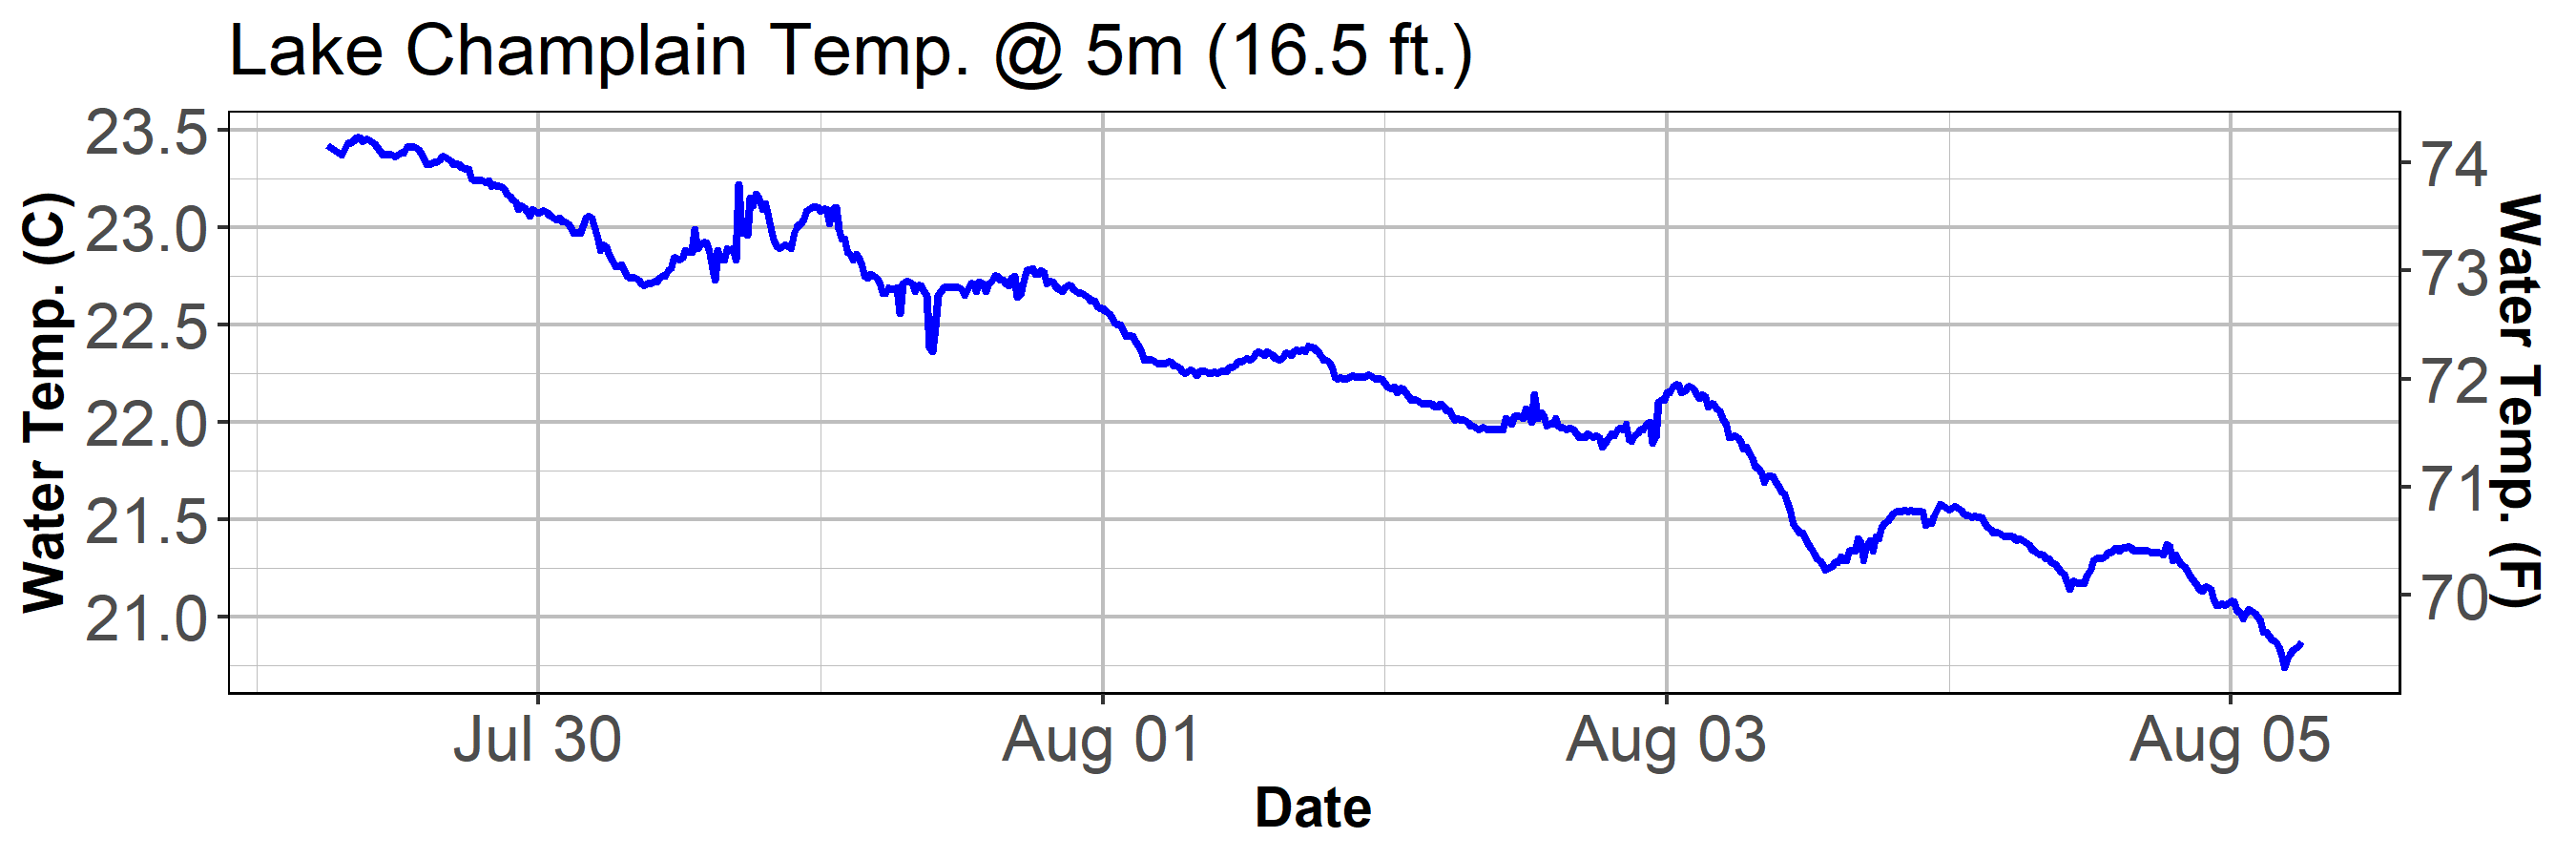 Lake Champlain Temp. @ 5m (16.5 ft.)
Water Temp. (C)
23.5
23.0
22.5
22.0
21.5
21.0
74
73
72
71
70
Water Temp. (F)
Jul 30
Aug 01
Aug 03
Aug 05
Date